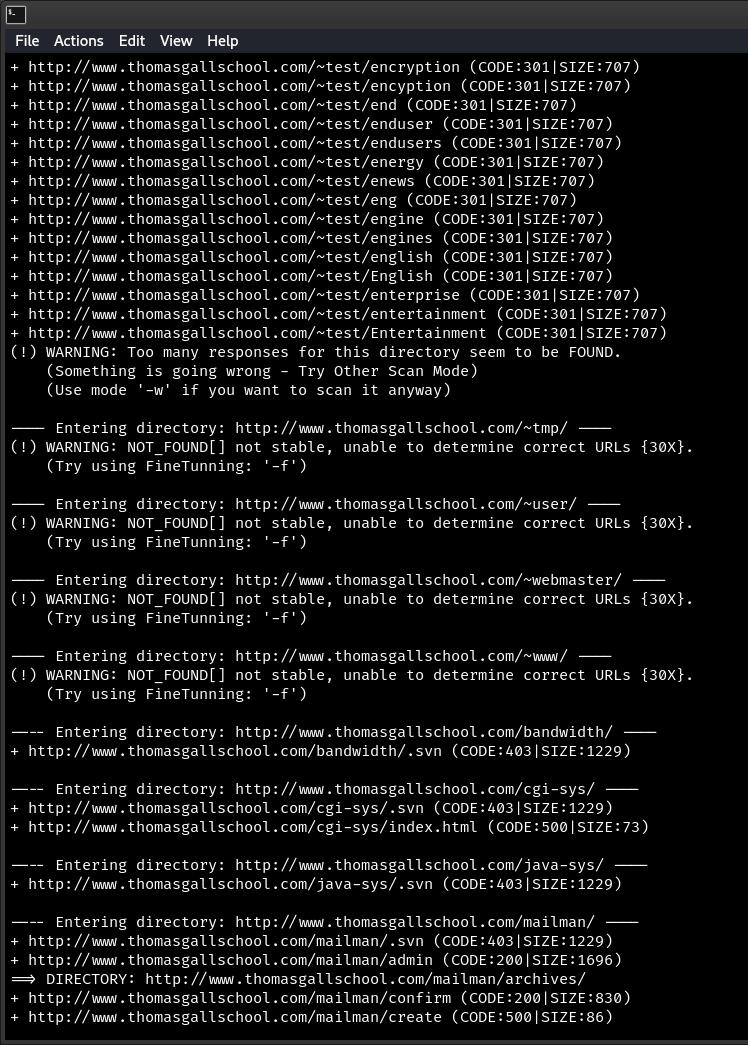 File Actions Edit View Help
+ http://www.thomasgallschool.com/~test/encryption (CODE:301|SIZE:707)
+ http://www.thomasgallschool.com/~test/encyption (CODE:301|SIZE:707)
+ http://www.thomasgallschool.com/~test/end (CODE:301|SIZE:707)
+ http://www.thomasgallschool.com/~test/enduser (CODE:301|SIZE:707)
+ http://www.thomasgallschool.com/~test/endusers (CODE:301|SIZE:707)
+ http://www.thomasgallschool.com/~test/energy (CODE:301|SIZE:707)
+ http://www.thomasgallschool.com/~test/enews (CODE:301|SIZE:707)
+ http://www.thomasgallschool.com/~test/eng (CODE:301|SIZE:707)
+ http://www.thomasgallschool.com/~test/engine (CODE:301|SIZE:707)
+ http://www.thomasgallschool.com/~test/engines (CODE:301|SIZE:707)
+ http://www.thomasgallschool.com/~test/english (CODE:301|SIZE:707)
+ http://www.thomasgallschool.com/~test/English (CODE:301|SIZE:707)
+ http://www.thomasgallschool.com/~test/enterprise (CODE:301|SIZE:707)
+ http://www.thomasgallschool.com/~test/entertainment (CODE:301|SIZE:707)
+ http://www.thomasgallschool.com/~test/Entertainment (CODE:301|SIZE:707)
(!) WARNING: Too many responses for this directory seem to be FOUND.
(Something is going wrong - Try Other Scan Mode)
(Use mode '-w' if you want to scan it anyway)
---- Entering directory: http://www.thomasgallschool.com/~tmp/ ----
(!) WARNING: NOT_FOUND[] not stable, unable to determine correct URLs {30X}.
(Try using FineTunning: '-f')
---- Entering directory: http://www.thomasgallschool.com/~user/ ----
(!) WARNING: NOT_FOUND[] not stable, unable to determine correct URLs {30X}.
(Try using FineTunning: '-f')
---- Entering directory: http://www.thomasgallschool.com/~webmaster/ ----
(!) WARNING: NOT_FOUND[] not stable, unable to determine correct URLs {30X}.
(Try using FineTunning: '-f')
---- Entering directory: http://www.thomasgallschool.com/~www/ ----
(!) WARNING: NOT_FOUND[] not stable, unable to determine correct URLs {30X}.
(Try using FineTunning: '-f')
---- Entering directory: http://www.thomasgallschool.com/bandwidth/ ----
+ http://www.thomasgallschool.com/bandwidth/.svn (CODE:403|SIZE:1229)
---- Entering directory: http://www.thomasgallschool.com/cgi-sys/ ----
+ http://www.thomasgallschool.com/cgi-sys/.svn (CODE:403|SIZE:1229)
+ http://www.thomasgallschool.com/cgi-sys/index.html (CODE:500|SIZE:73)
---- Entering directory: http://www.thomasgallschool.com/java-sys/ ----
+ http://www.thomasgallschool.com/java-sys/.svn (CODE:403|SIZE:1229)
---- Entering directory: http://www.thomasgallschool.com/mailman/ ----
+ http://www.thomasgallschool.com/mailman/.svn (CODE:403|SIZE:1229)
+ http://www.thomasgallschool.com/mailman/admin (CODE:200|SIZE:1696)
==> DIRECTORY: http://www.thomasgallschool.com/mailman/archives/
+ http://www.thomasgallschool.com/mailman/confirm (CODE:200|SIZE:830)
+ http://www.thomasgallschool.com/mailman/create (CODE:500|SIZE:86)